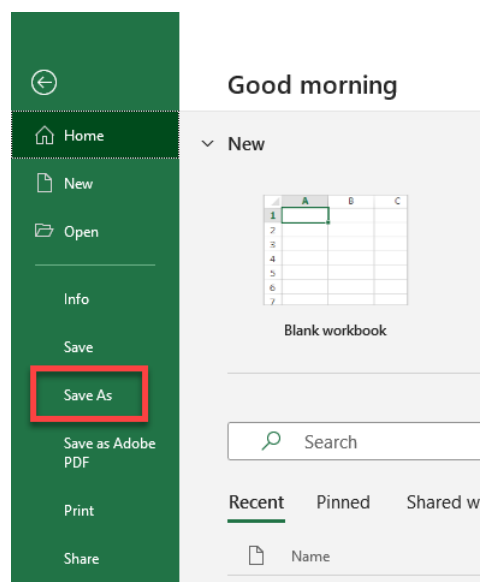 Good morning
Home
New
New
Open
A B C
1
2
3
4
5
6
7
Blank workbook
Info
Save
Save As
Save as Adobe
PDF
Print
Share
Search
Recent Pinned Shared w
Name